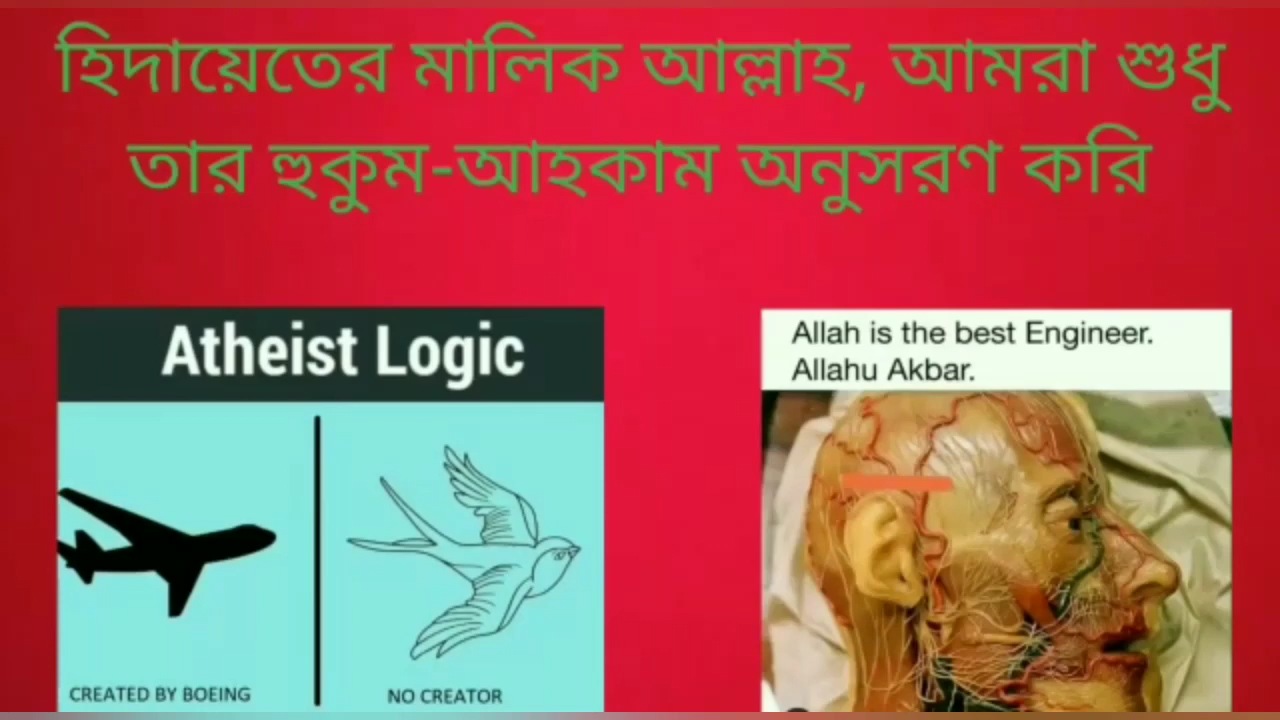 হিদায়েতের মালিক আল্লাহ, আমরা শুধু
তার হুকুম-আহকাম অনুসরণ করি
Atheist Logic
CREATED BY BOEING
NO CREATOR
Allah is the best Engineer.
Allahu Akbar.